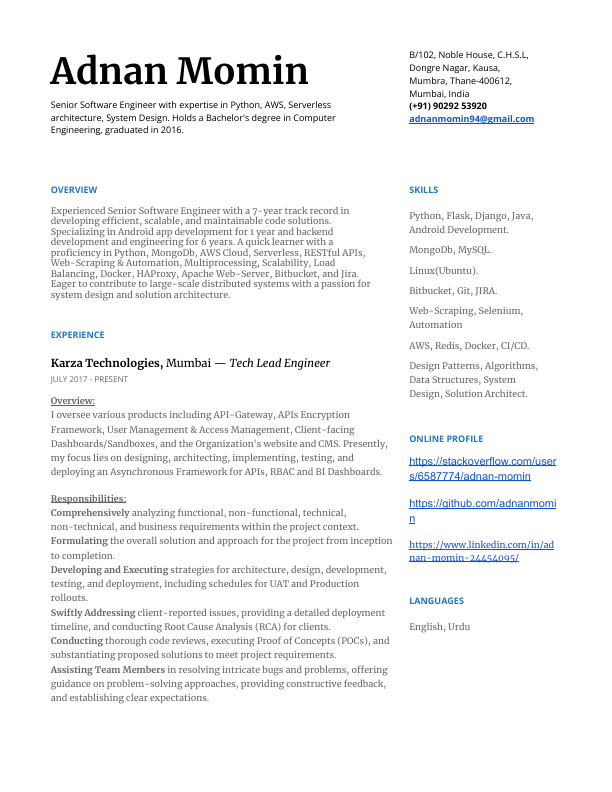 Adnan Momin
Senior Software Engineer with expertise in Python, AWS, Serverless
architecture, System Design. Holds a Bachelor's degree in Computer
Engineering, graduated in 2016.
B/102, Noble House, C.H.S.L,
Dongre Nagar, Kausa,
Mumbra, Thane-400612,
Mumbai, India
(+91) 90292 53920
adnanmomin94@gmail.com
OVERVIEW
Experienced Senior Software Engineer with a 7-year track record in
developing efficient, scalable, and maintainable code solutions.
Specializing in Android app development for 1 year and backend
development and engineering for 6 years. A quick learner with a
proficiency in Python, MongoDb, AWS Cloud, Serverless, RESTful APIs,
Web-Scraping & Automation, Multiprocessing, Scalability, Load
Balancing, Docker, HAProxy, Apache Web-Server, Bitbucket, and Jira.
Eager to contribute to large-scale distributed systems with a passion for
system design and solution architect.
EXPERIENCE
Karza Technologies, Mumbai — Tech Lead Engineer
JULY 2017 - PRESENT
Overview:
I oversee various products including API-Gateway, APIs Encryption
Framework, User Management & Access Management, Client-facing
Dashboards/Sandboxes, and the Organization's website and CMS. Presently,
my focus lies on designing, architecting, implementing, testing, and
deploying an Asynchronous Framework for APIs, RBAC and BI Dashboards.
Responsibilities:
Comprehensively analyzing functional, non-functional, technical,
non-technical, and business requirements within the project context.
Formulating the overall solution and approach for the project from inception
to completion.
Developing and Executing strategies for architecture, design, development,
testing, and deployment, including schedules for UAT and Production
rollouts.
Swiftly Addressing client-reported issues, providing a detailed deployment
timeline, and conducting Root Cause Analysis (RCA) for clients.
Conducting thorough code reviews, executing Proof of Concepts (POCs), and
substantiating proposed solutions to meet project requirements.
Assisting Team Members in resolving intricate bugs and problems, offering
guidance on problem-solving approaches, providing constructive feedback,
and establishing clear expectations.
SKILLS
Python, Flask, Django, Java,
Android Development.
MongoDb, MySQL.
Linux(Ubuntu).
Bitbucket, Git, JIRA.
Web-Scraping, Selenium,
Automation
AWS, Redis, Docker, CI/CD.
Design Patterns, Algorithms,
Data Structures, System
Design, Solution Architect.
ONLINE PROFILE
https://stackoverflow.com/user
s/6587774/adnan-momin
https://github.com/adnanmomi
n
https://www.linkedin.com/in/ad
nan-momin-24454095/
LANGUAGES
English, Urdu